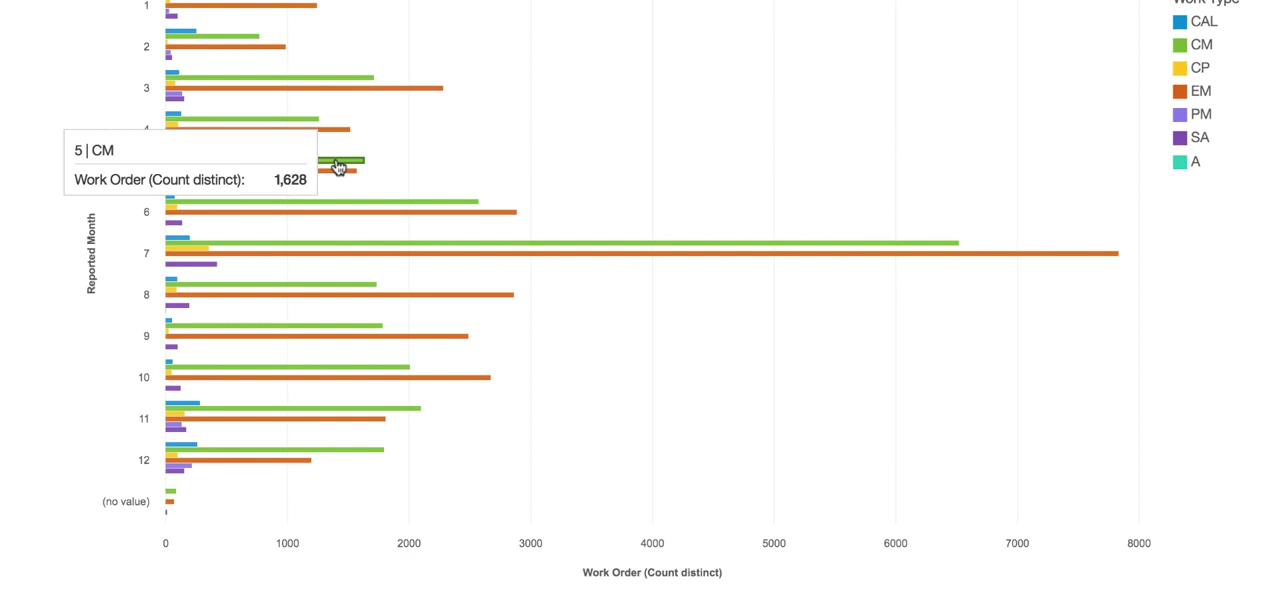 Work Type
CAL
CM
CP
EM
PM
SA
A
1
2
3
4
5 | CM
Work Order (Count distinct): 1,628
Reported Month
6
7
8
9
10
11
12
(no value)
0 1000 2000 3000 4000 5000 6000 7000 8000
Work Order (Count distinct)